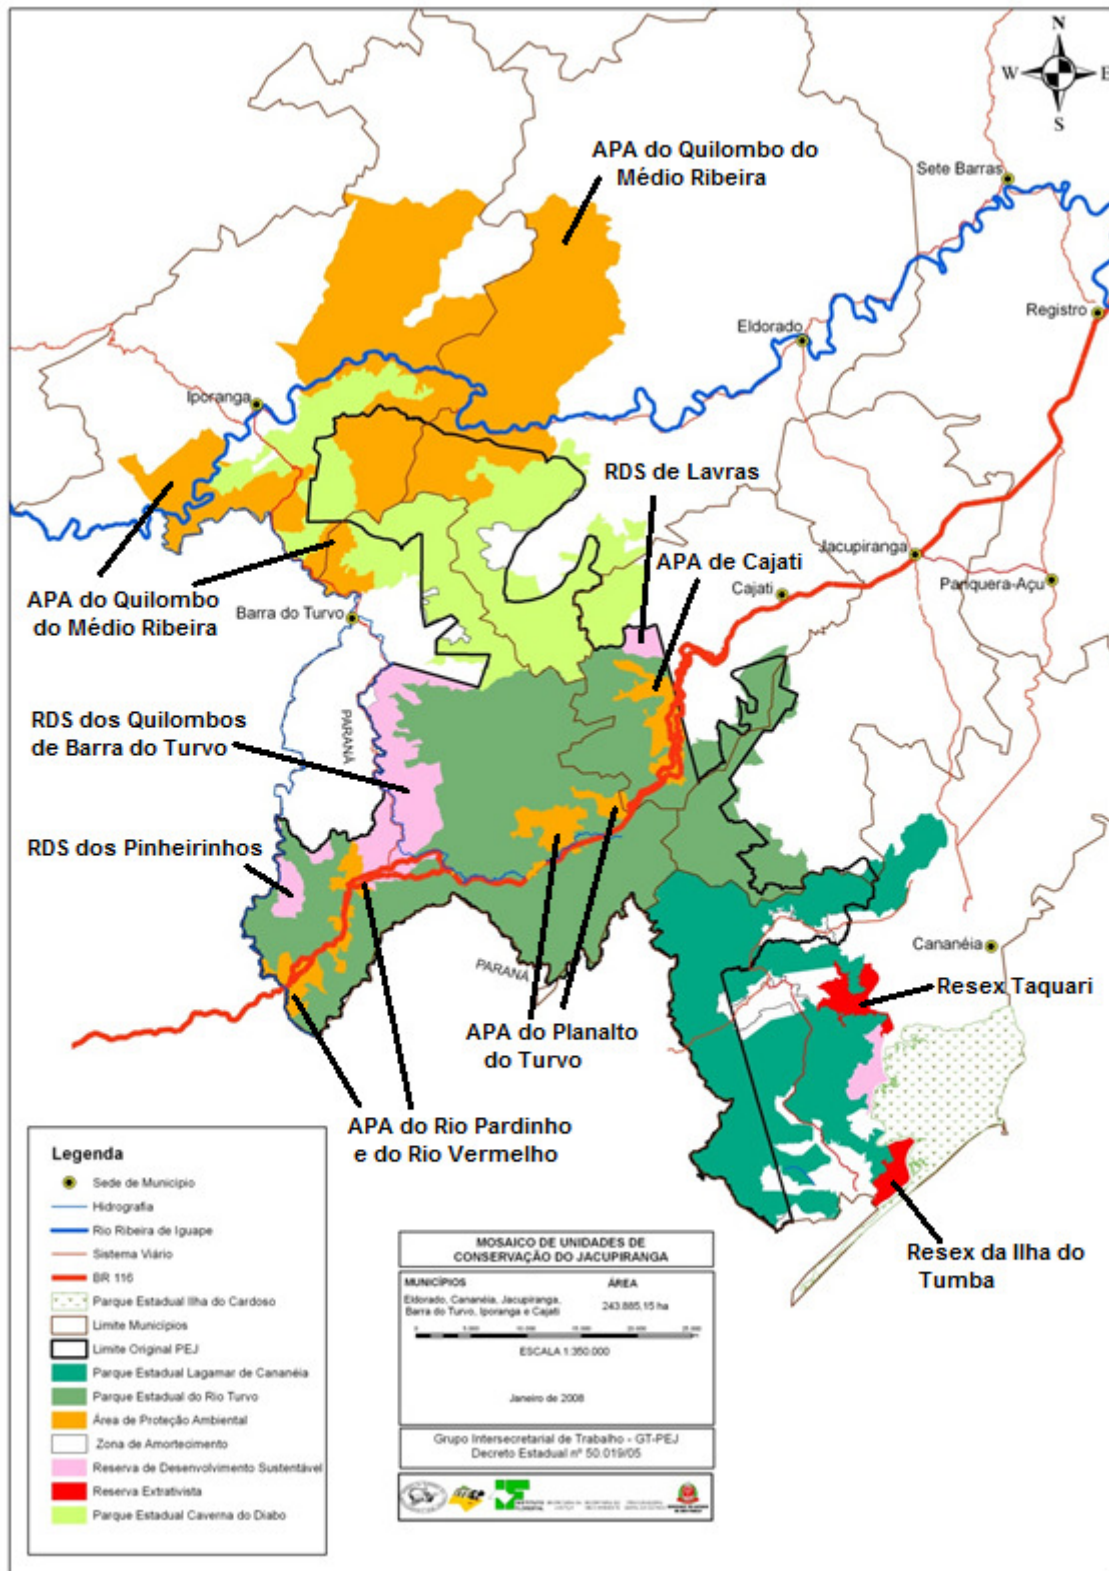 N
W
E
S
APA do Quilombo do
Médio Ribeira
Sete Barras
Registro
Eldorado
Iporanga
RDS de Lavras
Jacupiranga
APA de Cajati
Cajati
Pariquera-Açu
APA do Quilombo
do Médio Ribeira
Barra do Turvo
RDS dos Quilombos
de Barra do Turvo
PARANÁ
RDS dos Pinheirinhos
Cananéia
PARANÁ
Resex Taquari
APA do Planalto
do Turvo
APA do Rio Pardinho
e do Rio Vermelho
Resex da Ilha do
Tumba
Legenda
Sede de Município
Hidrografia
Rio Ribeira de Iguape
Sistema Viário
BR 116
Parque Estadual Ilha do Cardoso
Limite Municípios
Limite Original PEJ
Parque Estadual Lagamar de Cananéia
Parque Estadual do Rio Turvo
Área de Proteção Ambiental
Zona de Amortecimento
Reserva de Desenvolvimento Sustentável
Reserva Extrativista
Parque Estadual Caverna do Diabo
MOSAICO DE UNIDADES DE
CONSERVAÇÃO DO JACUPIRANGA
MUNICÍPIOS ÁREA
Eldorado, Cananéia, Jacupiranga,
Barra do Turvo, Iporanga e Cajati 243.885,15 ha
ESCALA 1:350.000
Janeiro de 2008
Grupo Intersecretarial de Trabalho - GT-PEJ
Decreto Estadual nº 50.019/05